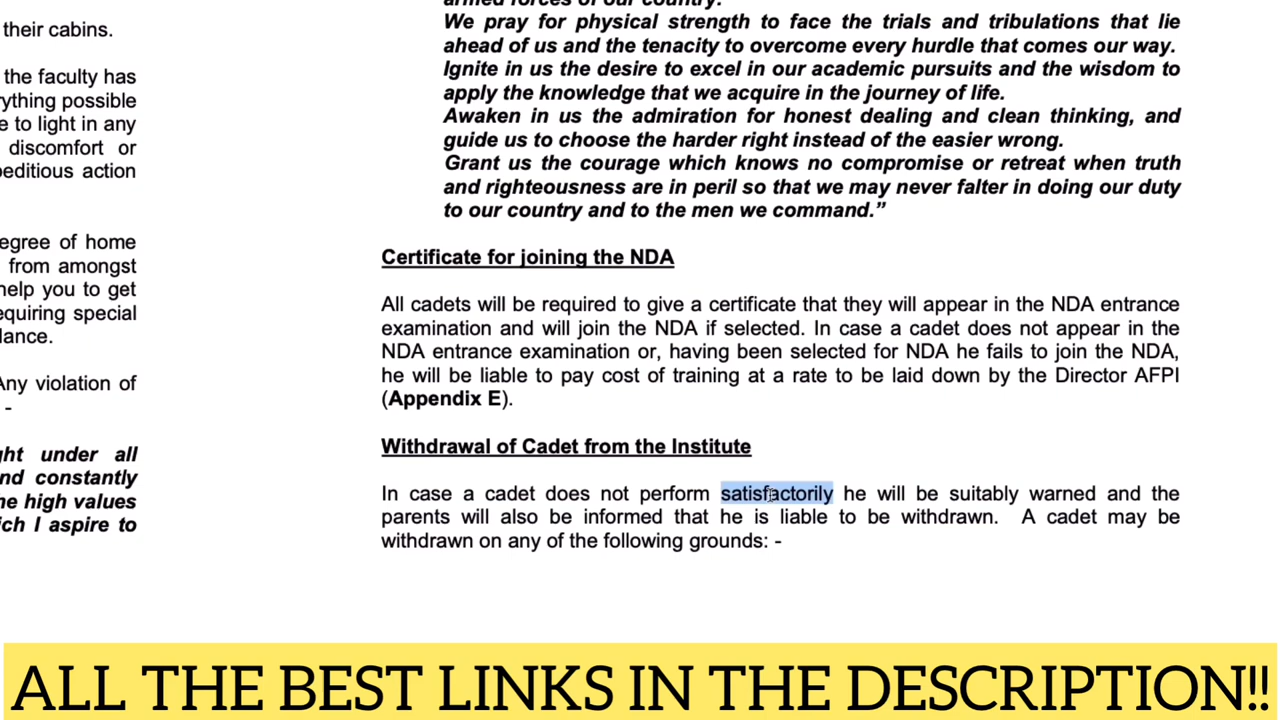 their cabins.
the faculty has
rything possible
e to light in any
discomfort or
peditious action
egree of home
from amongst
help you to get
equiring special
lance.
Any violation of
-
ght under all
nd constantly
ne high values
ich I aspire to
armed forces of our country.
We pray for physical strength to face the trials and tribulations that lie
ahead of us and the tenacity to overcome every hurdle that comes our way.
Ignite in us the desire to excel in our academic pursuits and the wisdom to
apply the knowledge that we acquire in the journey of life.
Awaken in us the admiration for honest dealing and clean thinking, and
guide us to choose the harder right instead of the easier wrong.
Grant us the courage which knows no compromise or retreat when truth
and righteousness are in peril so that we may never falter in doing our duty
to our country and to the men we command.”
Certificate for joining the NDA
All cadets will be required to give a certificate that they will appear in the NDA entrance
examination and will join the NDA if selected. In case a cadet does not appear in the
NDA entrance examination or, having been selected for NDA he fails to join the NDA,
he will be liable to pay cost of training at a rate to be laid down by the Director AFPI
(Appendix E).
Withdrawal of Cadet from the Institute
In case a cadet does not perform satisfactorily he will be suitably warned and the
parents will also be informed that he is liable to be withdrawn. A cadet may be
withdrawn on any of the following grounds: -
ALL THE BEST LINKS IN THE DESCRIPTION!!